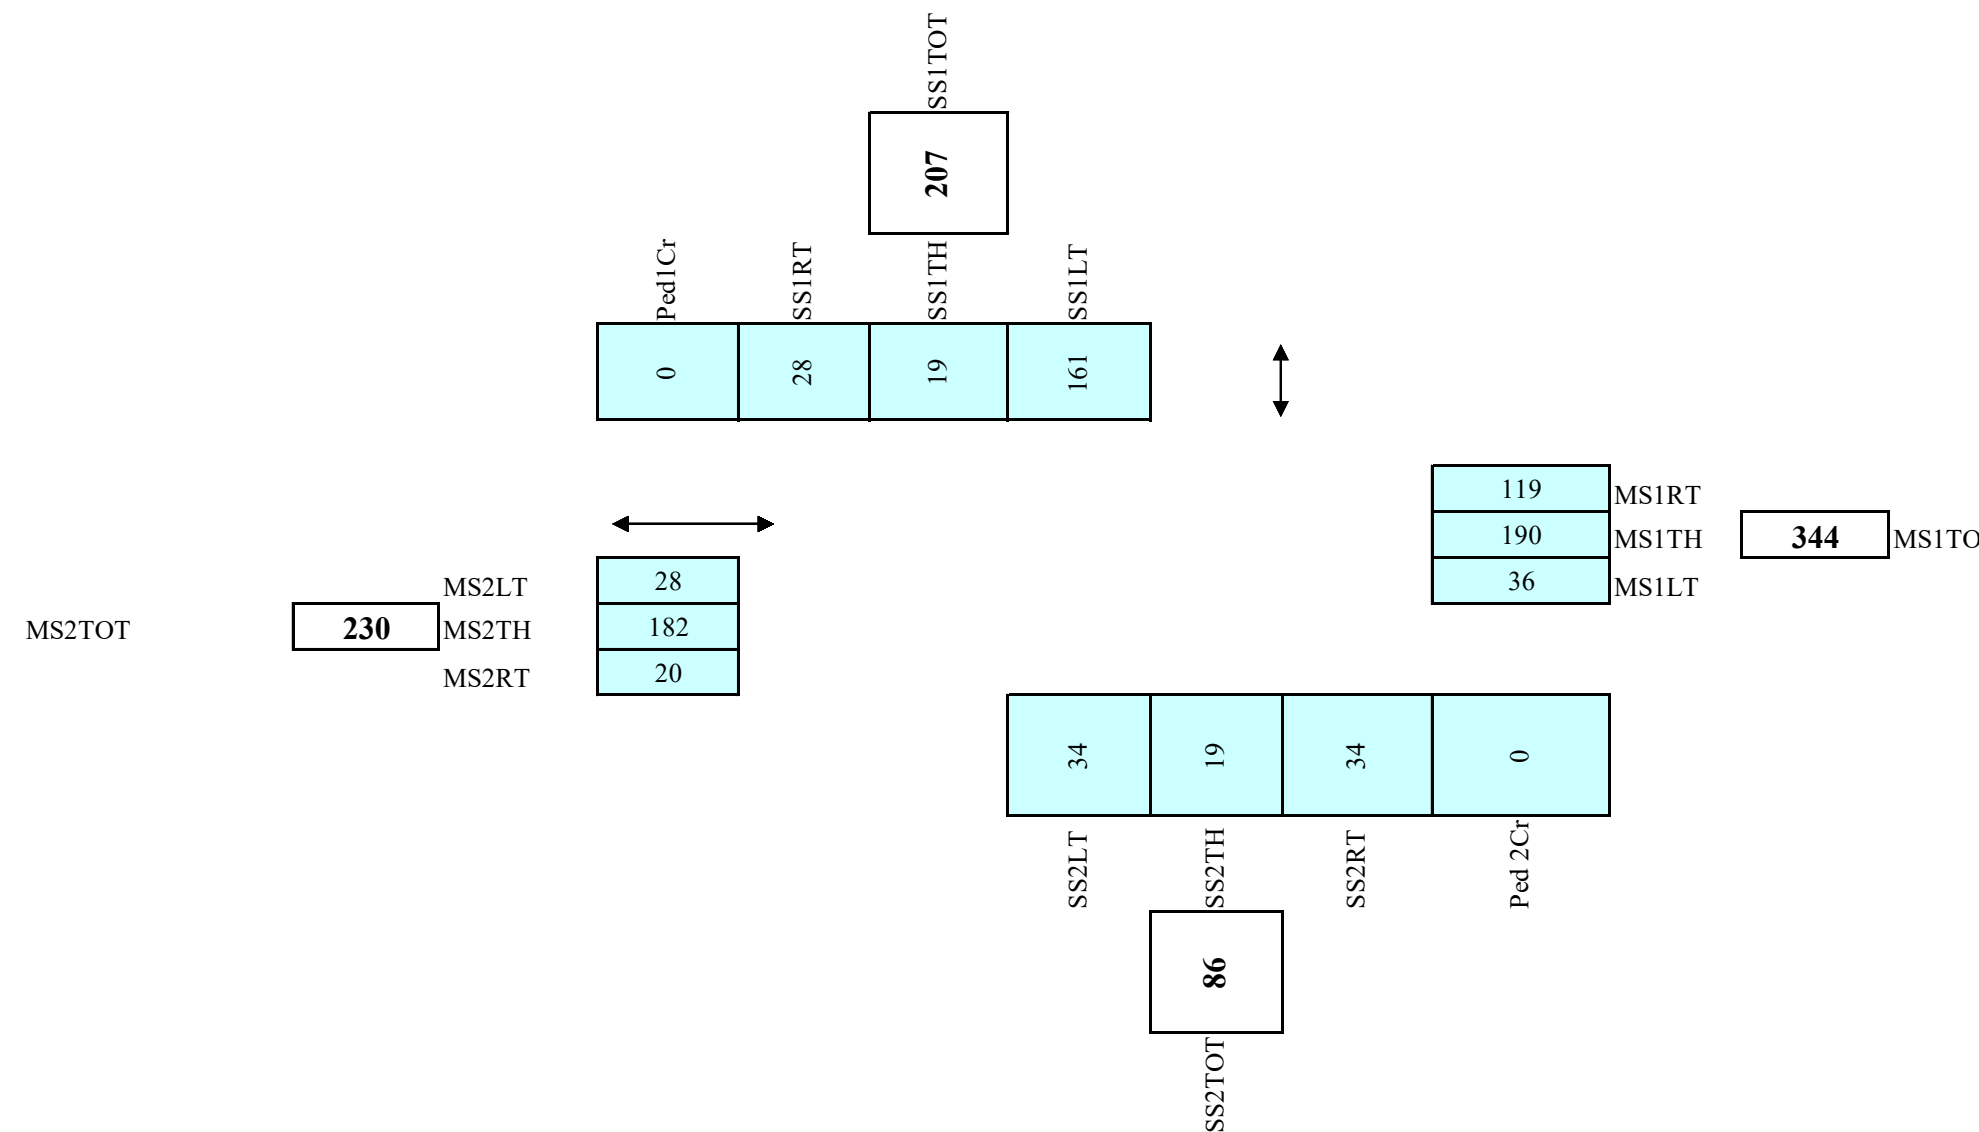 SS1TOT
207
Ped1Cr SS1RT SS1TH SS1LT
0 28 19 161
119 MS1RT
190 MS1TH 344 MS1TO
36 MS1LT
MS2LT 28
MS2TOT 230 MS2TH 182
MS2RT 20
34 19 34 0
SS2LT SS2TH SS2RT Ped 2Cr
86
SS2TOT